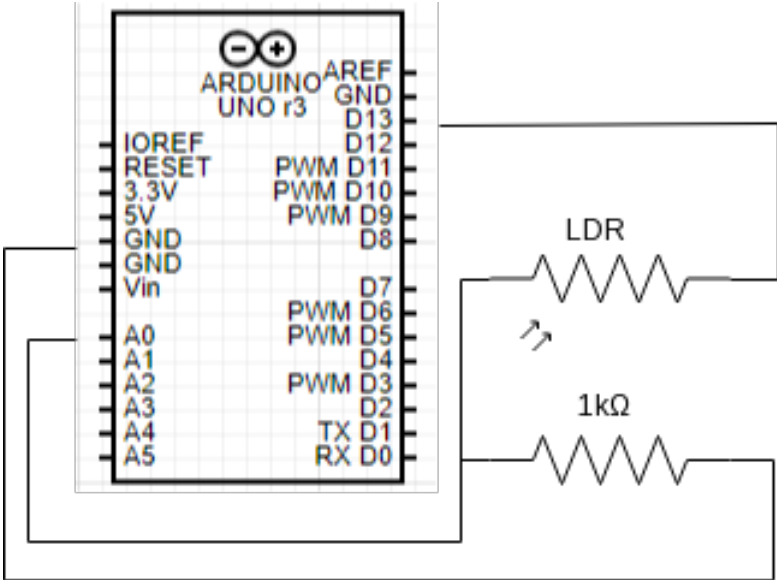 ARDUINO
UNO r3
AREF
GND
D13
D12
PWM D11
PWM D10
PWM D9
D8
D7
PWM D6
PWM D5
D4
PWM D3
D2
TX D1
RX D0
IOREF
RESET
3.3V
5V
GND
GND
Vin
A0
A1
A2
A3
A4
A5
LDR
1kΩ